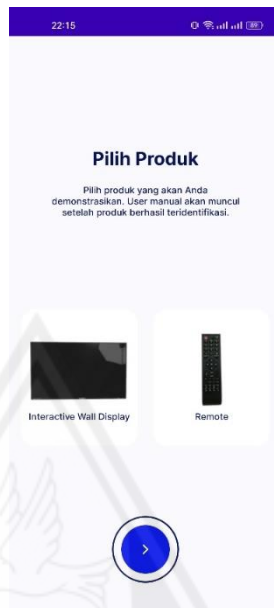 22:15
89
Pilih Produk
Pilih produk yang akan Anda
demonstrasikan. User manual akan muncul
setelah produk berhasil teridentifikasi.
Interactive Wall Display
Remote